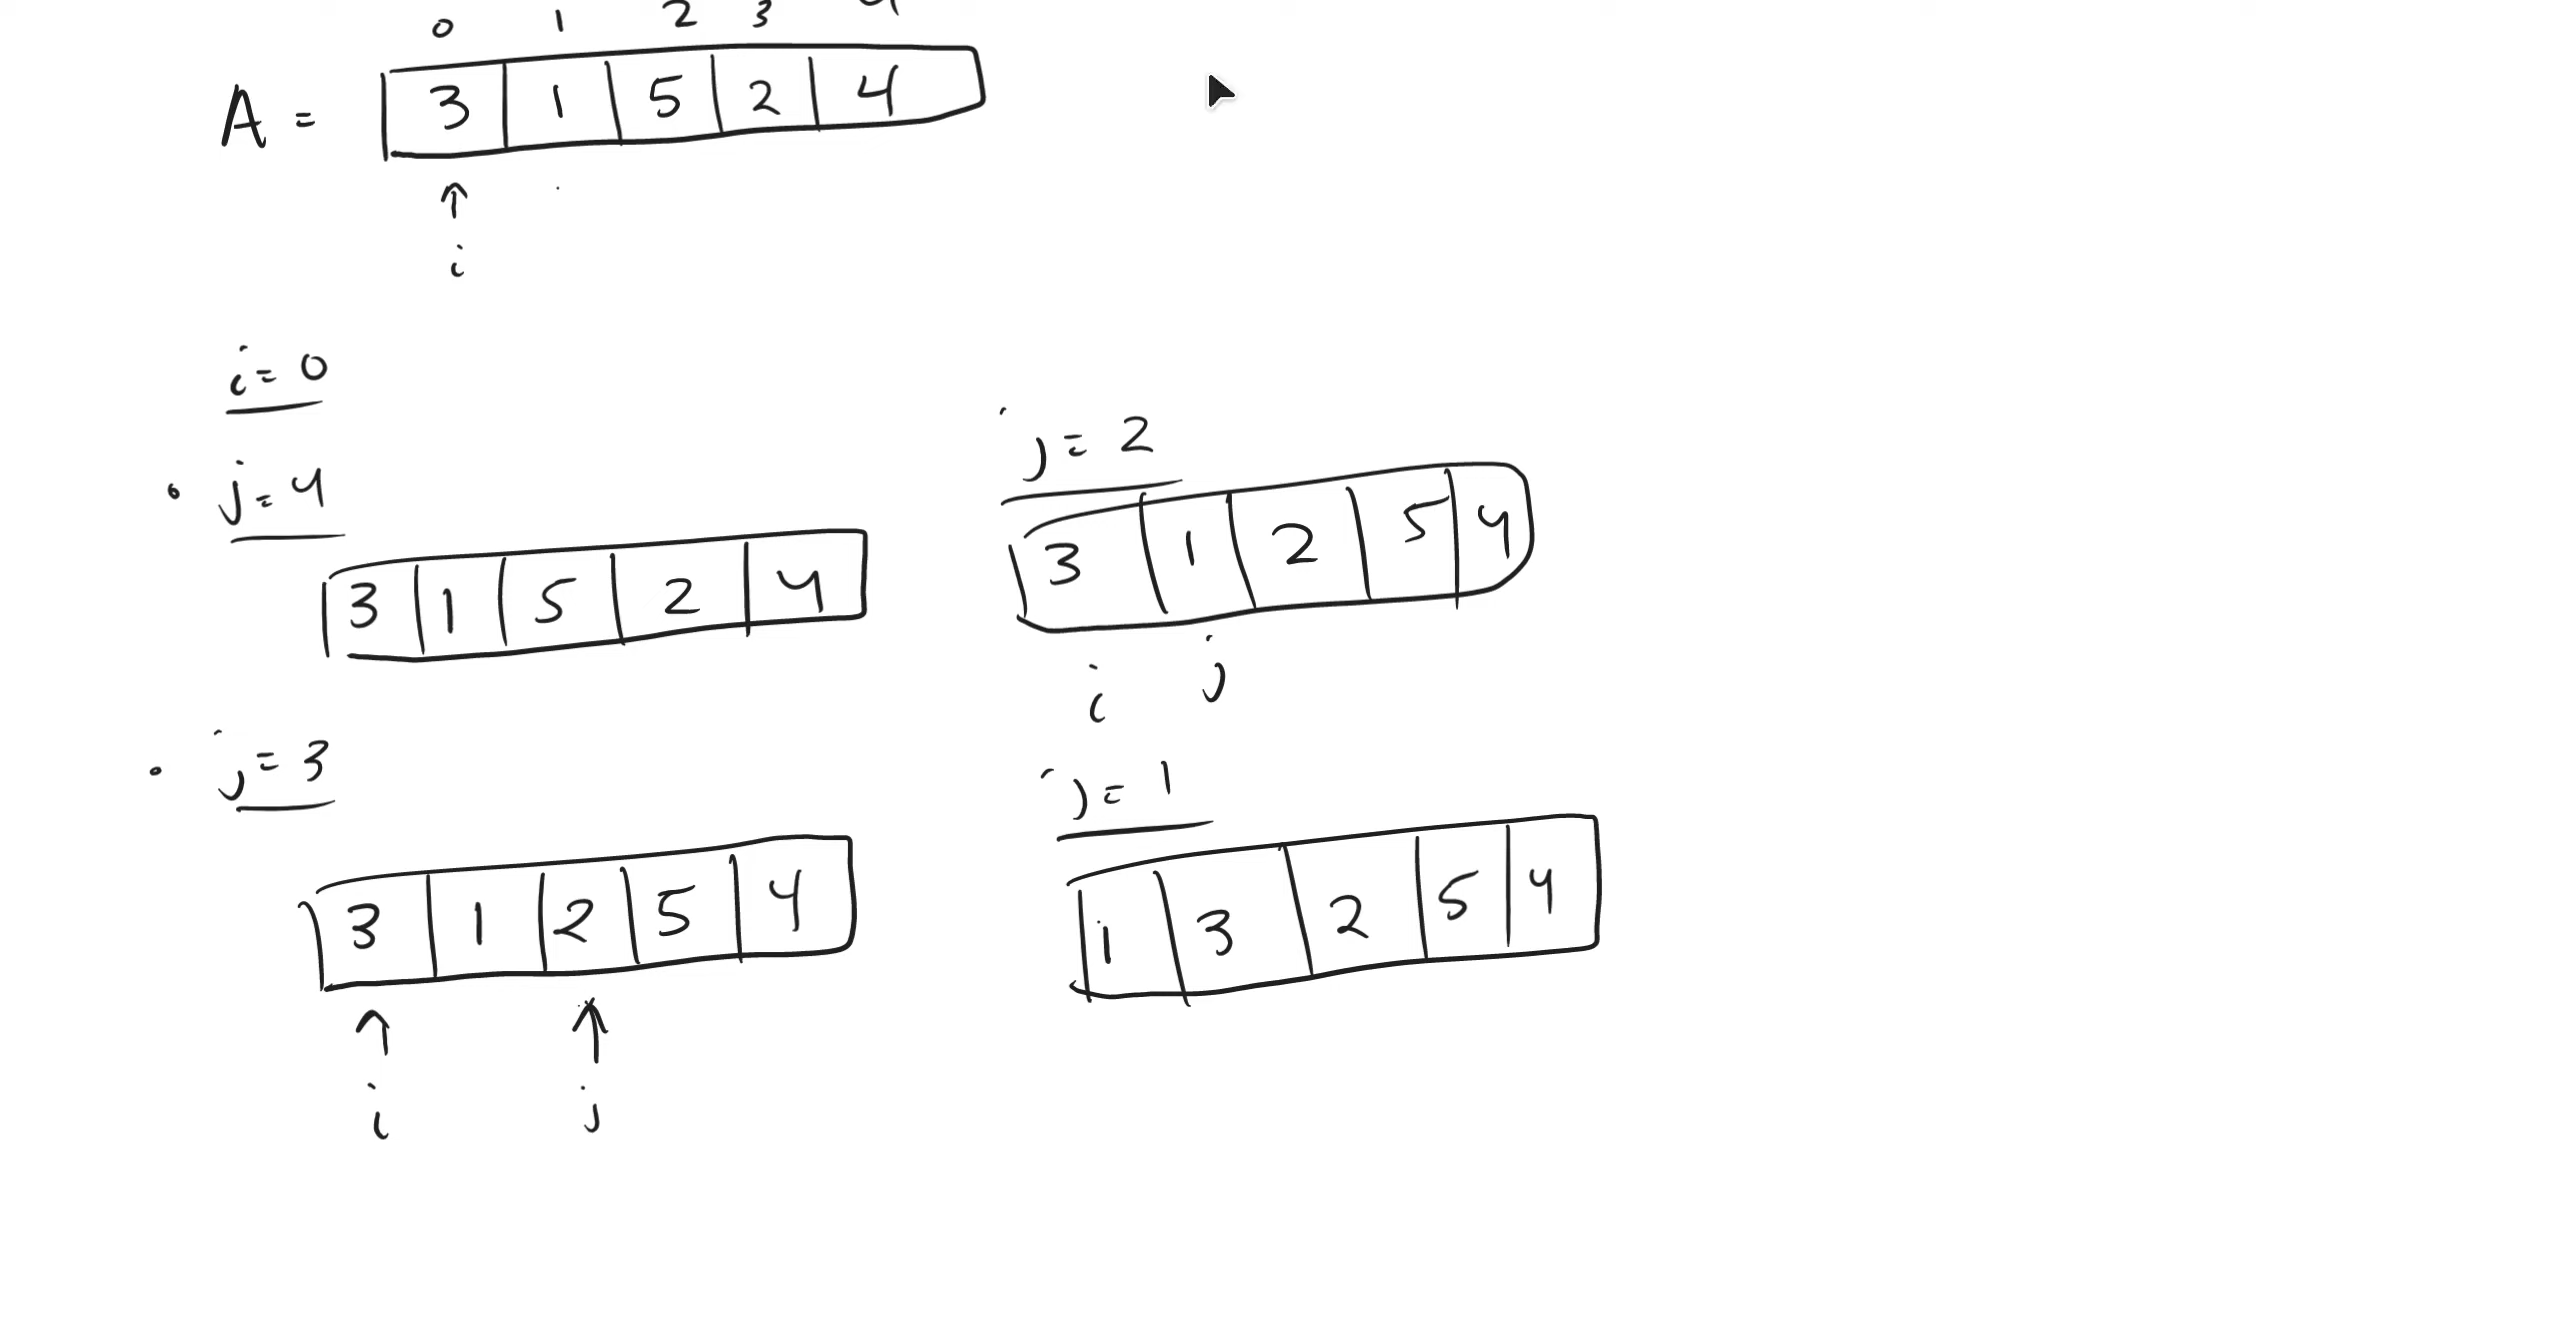 0 1 2 3 4
A = 3 1 5 2 4
i
i = 0
j = 4
3 1 5 2 4
j = 3
3 1 2 5 4
i j
j = 2
3 1 2 5 4
i j
j = 1
1 3 2 5 4